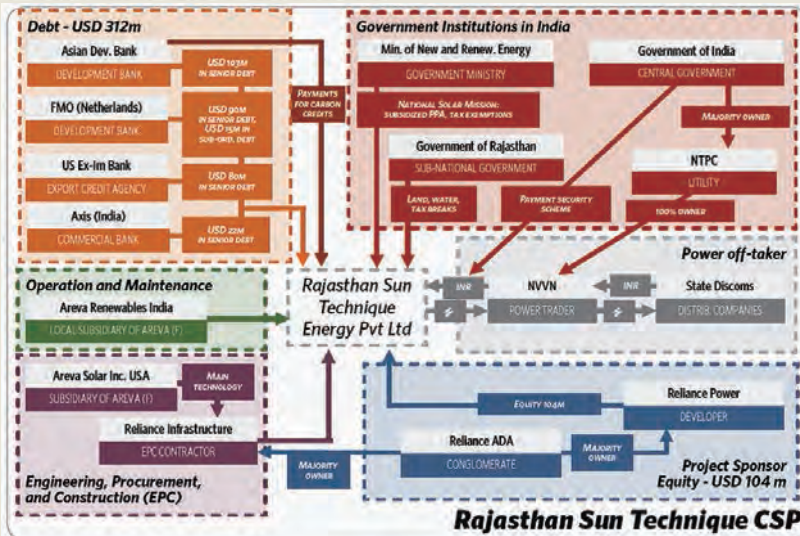 Debt - USD 312m
Asian Dev. Bank
DEVELOPMENT BANK
USD 103M
IN SENIOR DEBT
FMO (Netherlands)
DEVELOPMENT BANK
USD 90M
IN SENIOR DEBT,
USD 15M IN
SUB-ORD. DEBT
US Ex-Im Bank
EXPORT CREDIT AGENCY
USD 80M
IN SENIOR DEBT
Axis (India)
COMMERCIAL BANK
USD 22M
IN SENIOR DEBT
PAYMENTS
FOR CARBON
CREDITS
Government Institutions in India
Min. of New and Renew. Energy
GOVERNMENT MINISTRY
NATIONAL SOLAR MISSION:
SUBSIDIZED PPA, TAX EXEMPTIONS
Government of Rajasthan
SUB-NATIONAL GOVERNMENT
LAND, WATER,
TAX BREAKS
PAYMENT SECURITY
SCHEME
Government of India
CENTRAL GOVERNMENT
MAJORITY
OWNER
NTPC
UTILITY
100% OWNER
Operation and Maintenance
Areva Renewables India
LOCAL SUBSIDIARY OF AREVA (F)
Rajasthan Sun
Technique
Energy Pvt Ltd
Power off-taker
INR
NVVN
POWER TRADER
INR
State Discoms
DISTRIB. COMPANIES
Areva Solar Inc. USA
SUBSIDIARY OF AREVA (F)
MAIN
TECHNOLOGY
Reliance Infrastructure
EPC CONTRACTOR
Engineering, Procurement,
and Construction (EPC)
MAJORITY
OWNER
EQUITY 104M
Reliance Power
DEVELOPER
Reliance ADA
CONGLOMERATE
MAJORITY
OWNER
Project Sponsor
Equity - USD 104 m
Rajasthan Sun Technique CSP